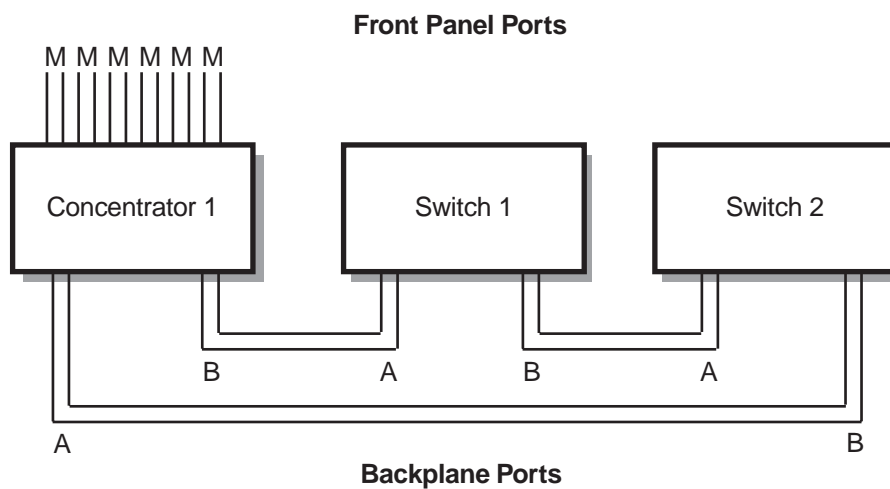 Front Panel Ports
M M M M M M
Concentrator 1
Switch 1
Switch 2
B A B A
A B
Backplane Ports